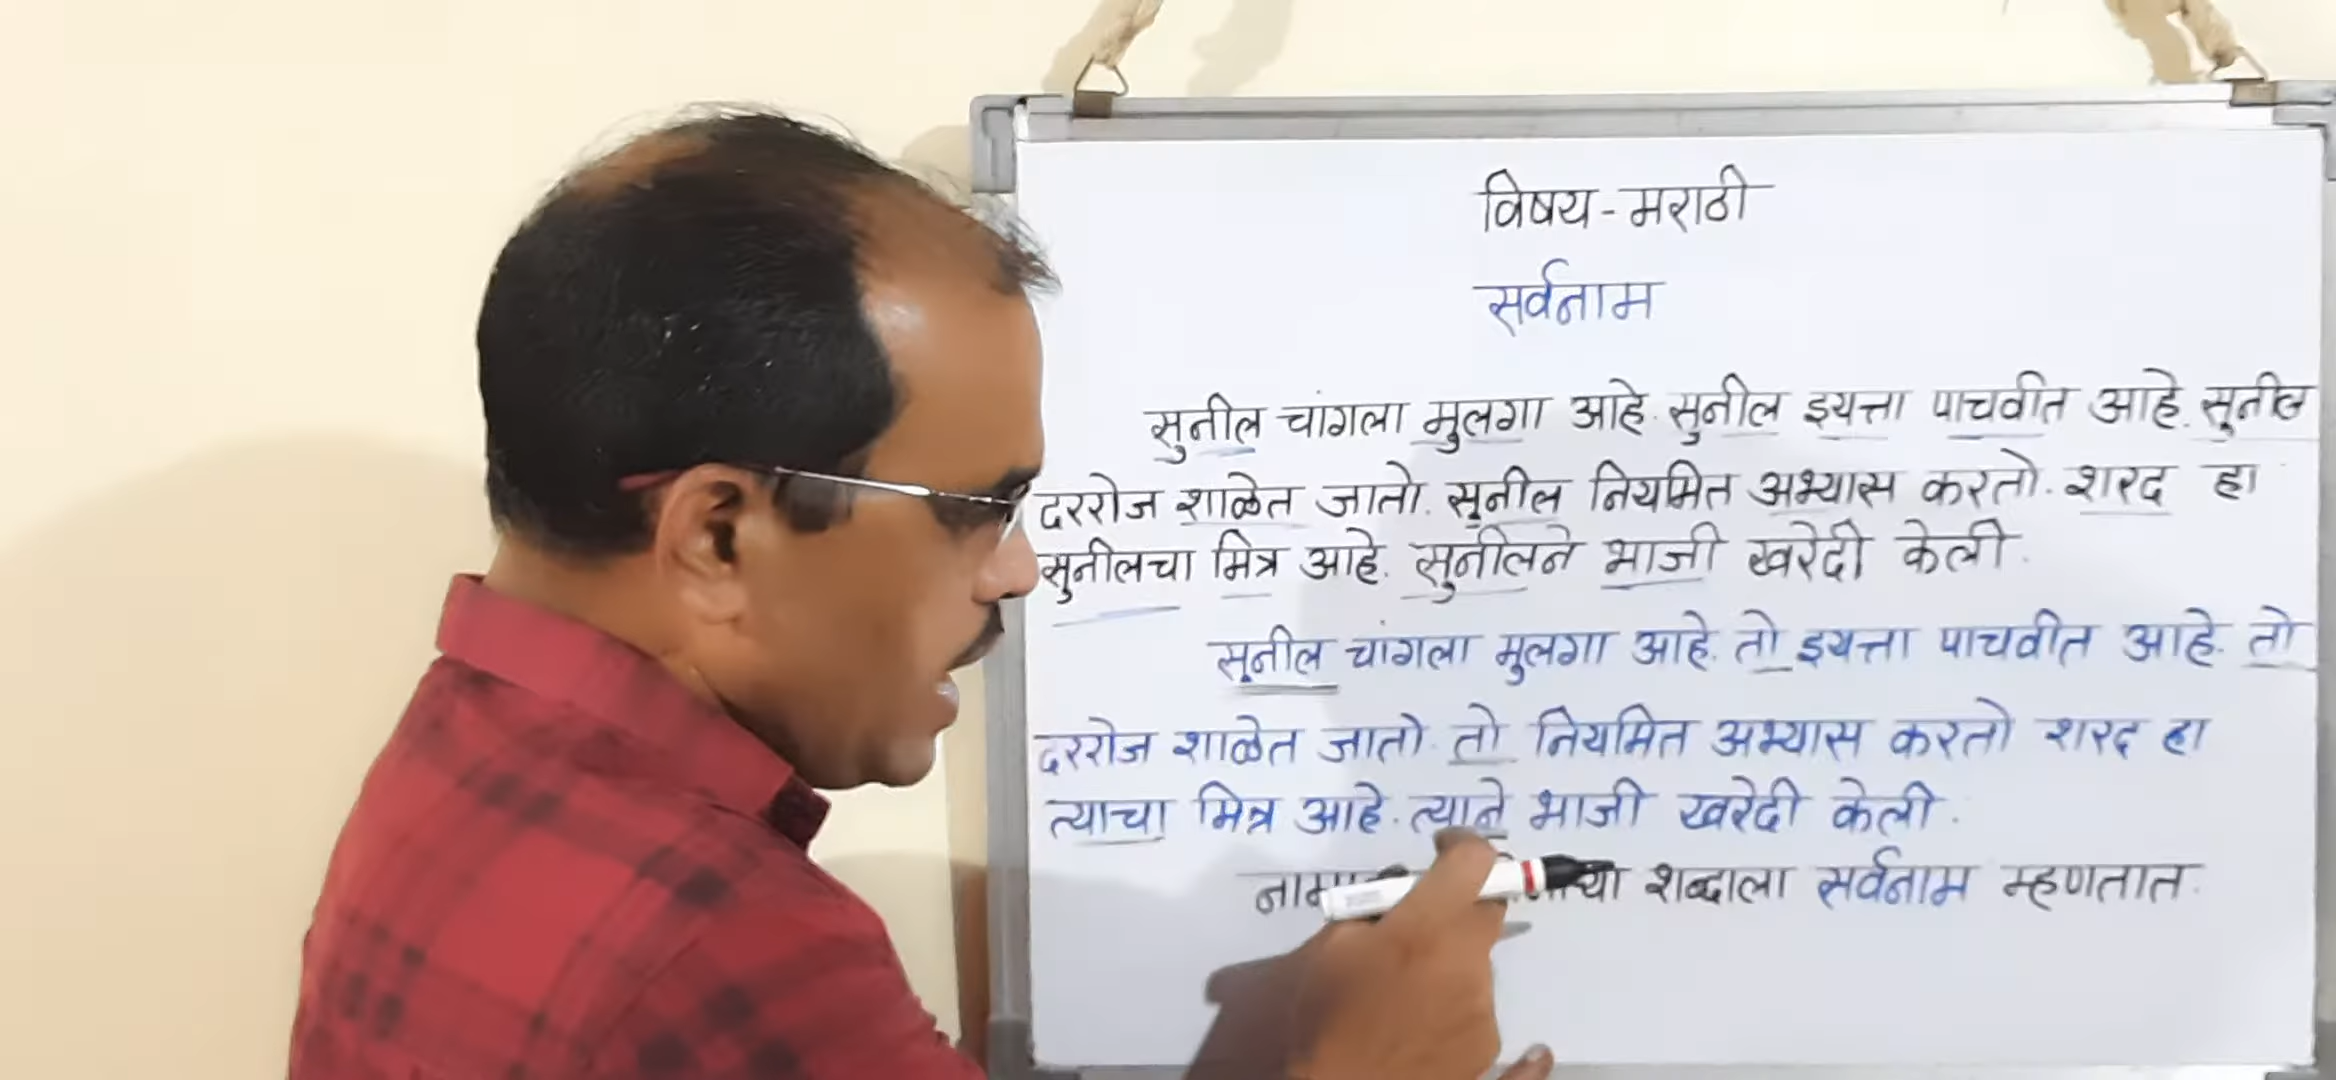 विषय - मराठी
सर्वनाम
सुनील चांगला मुलगा आहे. सुनील इयत्ता पाचवीत आहे. सुनील
दररोज शाळेत जातो. सुनील नियमित अभ्यास करतो. शरद हा
सुनीलचा मित्र आहे. सुनीलने भाजी खरेदी केली.
सुनील चांगला मुलगा आहे. तो इयत्ता पाचवीत आहे. तो
दररोज शाळेत जातो. तो नियमित अभ्यास करतो शरद हा
त्याचा मित्र आहे. त्याने भाजी खरेदी केली.
शब्दाला सर्वनाम म्हणतात.